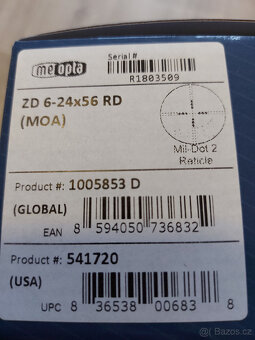 meopta
Serial #
R1803509
ZD 6-24x56 RD
(MOA)
Mil-Dot 2
Reticle
Product #: 1005853 D
(GLOBAL)
EAN 8 594050 736832
Product #: 541720
(USA)
UPC 8 36538 00683 8
Bazoš.cz